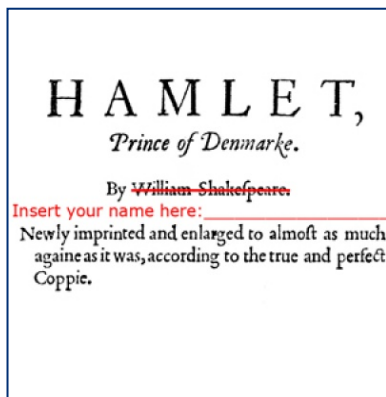 HAMLET,
Prince of Denmarke.
By William Shakeſpeare.
Insert your name here:____________________
Newly imprinted and enlarged to almoſt as much
againe as it was, according to the true and perfect
Coppie.